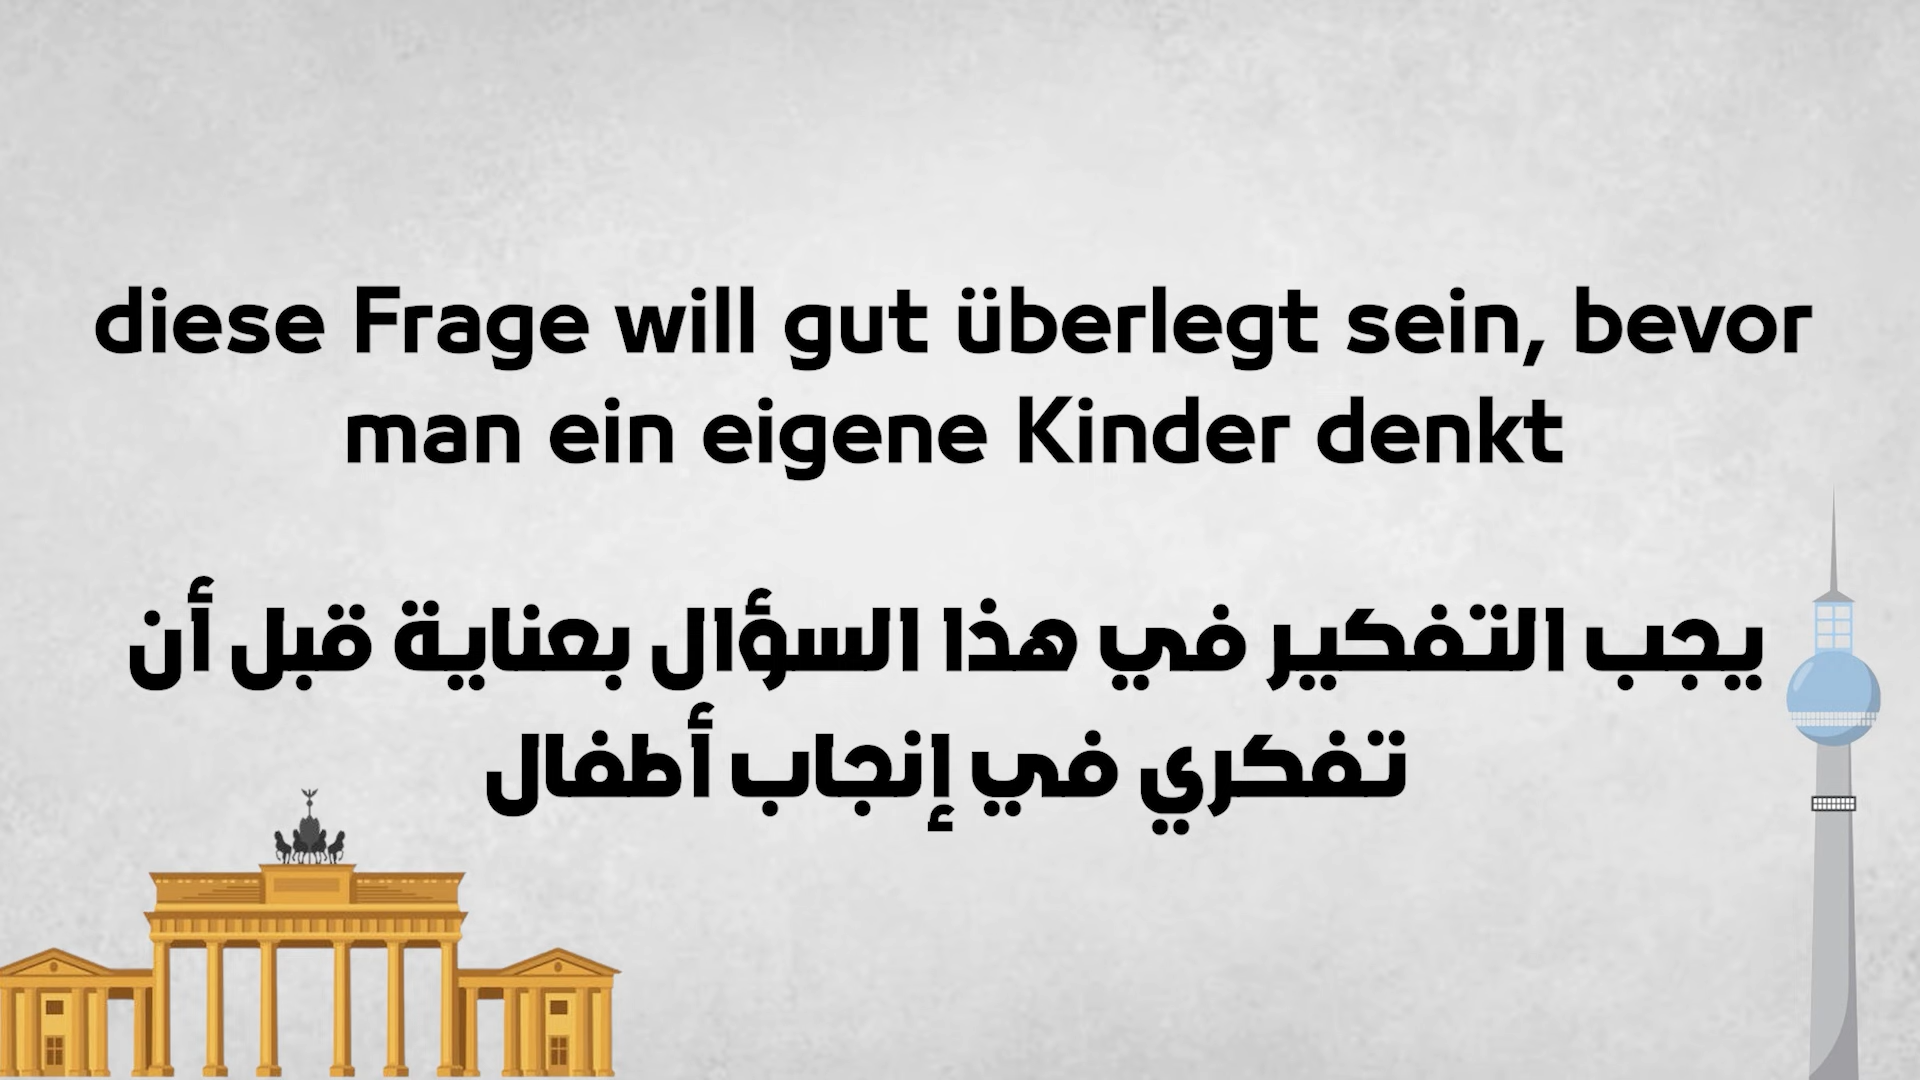 diese Frage will gut überlegt sein, bevor
man ein eigene Kinder denkt
يجب التفكير في هذا السؤال بعناية قبل أن
تفكري في إنجاب أطفال